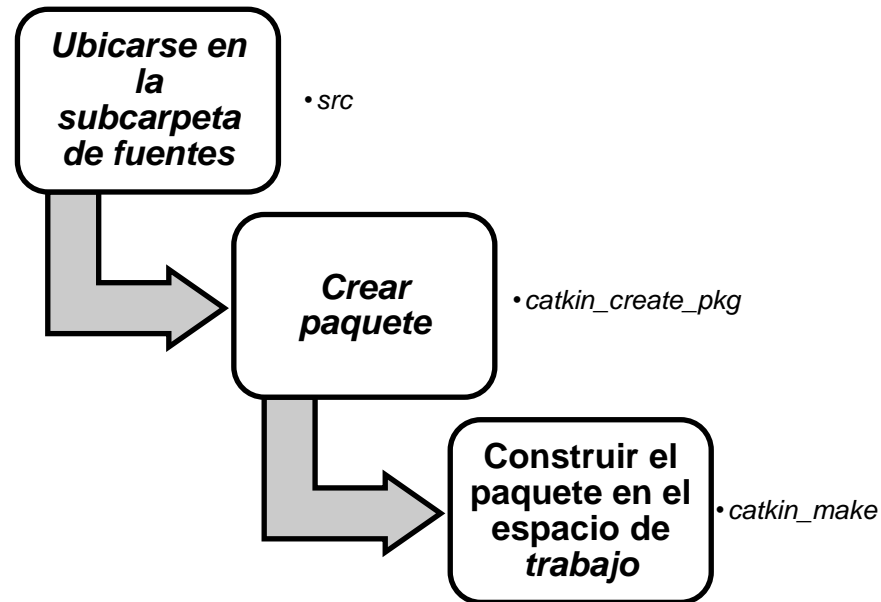 Ubicarse en
la
subcarpeta
de fuentes
• src
Crear
paquete
• catkin_create_pkg
Construir el
paquete en el
espacio de
trabajo
• catkin_make